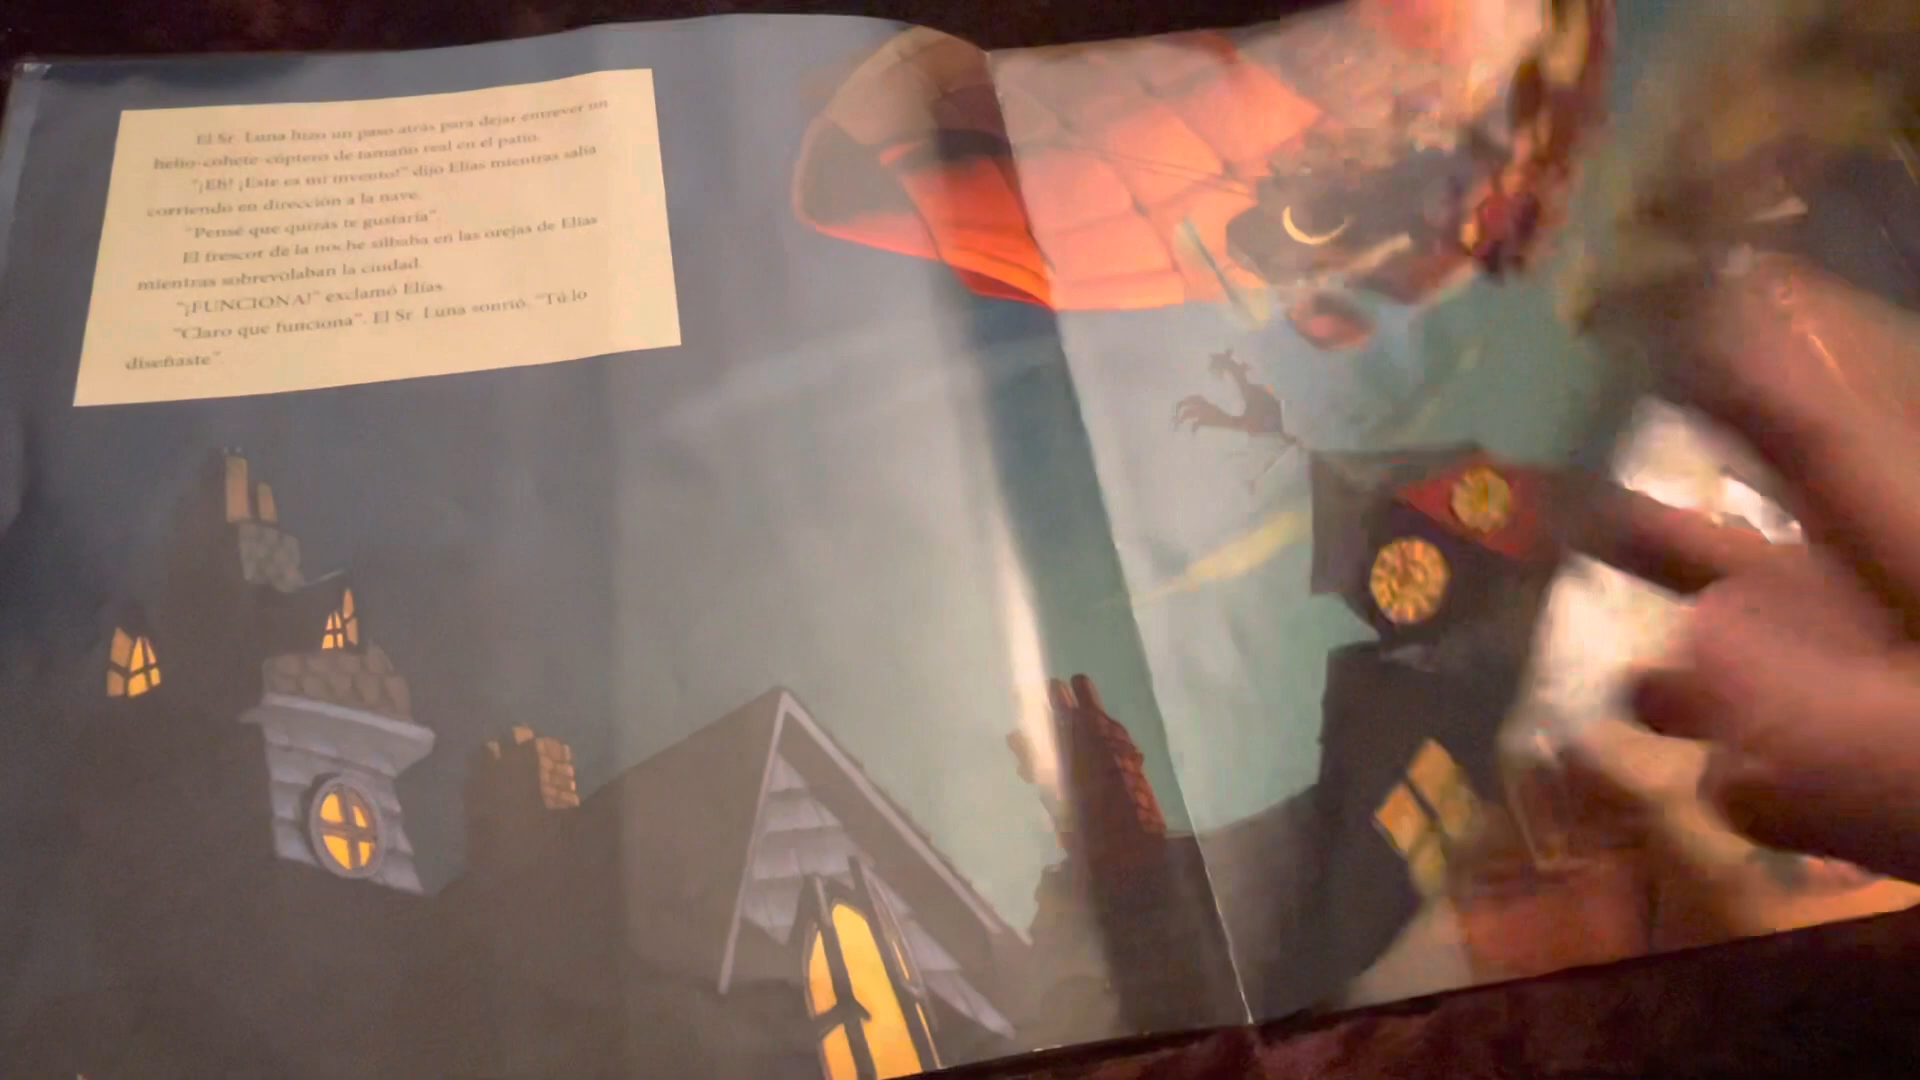 El Sr. Luna hizo un paso atrás para dejar entrever un
helio-cohete-cóptero de tamaño real en el patio.
"¡Eh! ¡Este es mi invento!" dijo Elías mientras salía
corriendo en dirección a la nave.
"Pensé que quizás te gustaría".
El frescor de la noche silbaba en las orejas de Elías
mientras sobrevolaban la ciudad.
"¡FUNCIONA!" exclamó Elías.
"Claro que funciona". El Sr. Luna sonrió. "Tú lo
diseñaste"